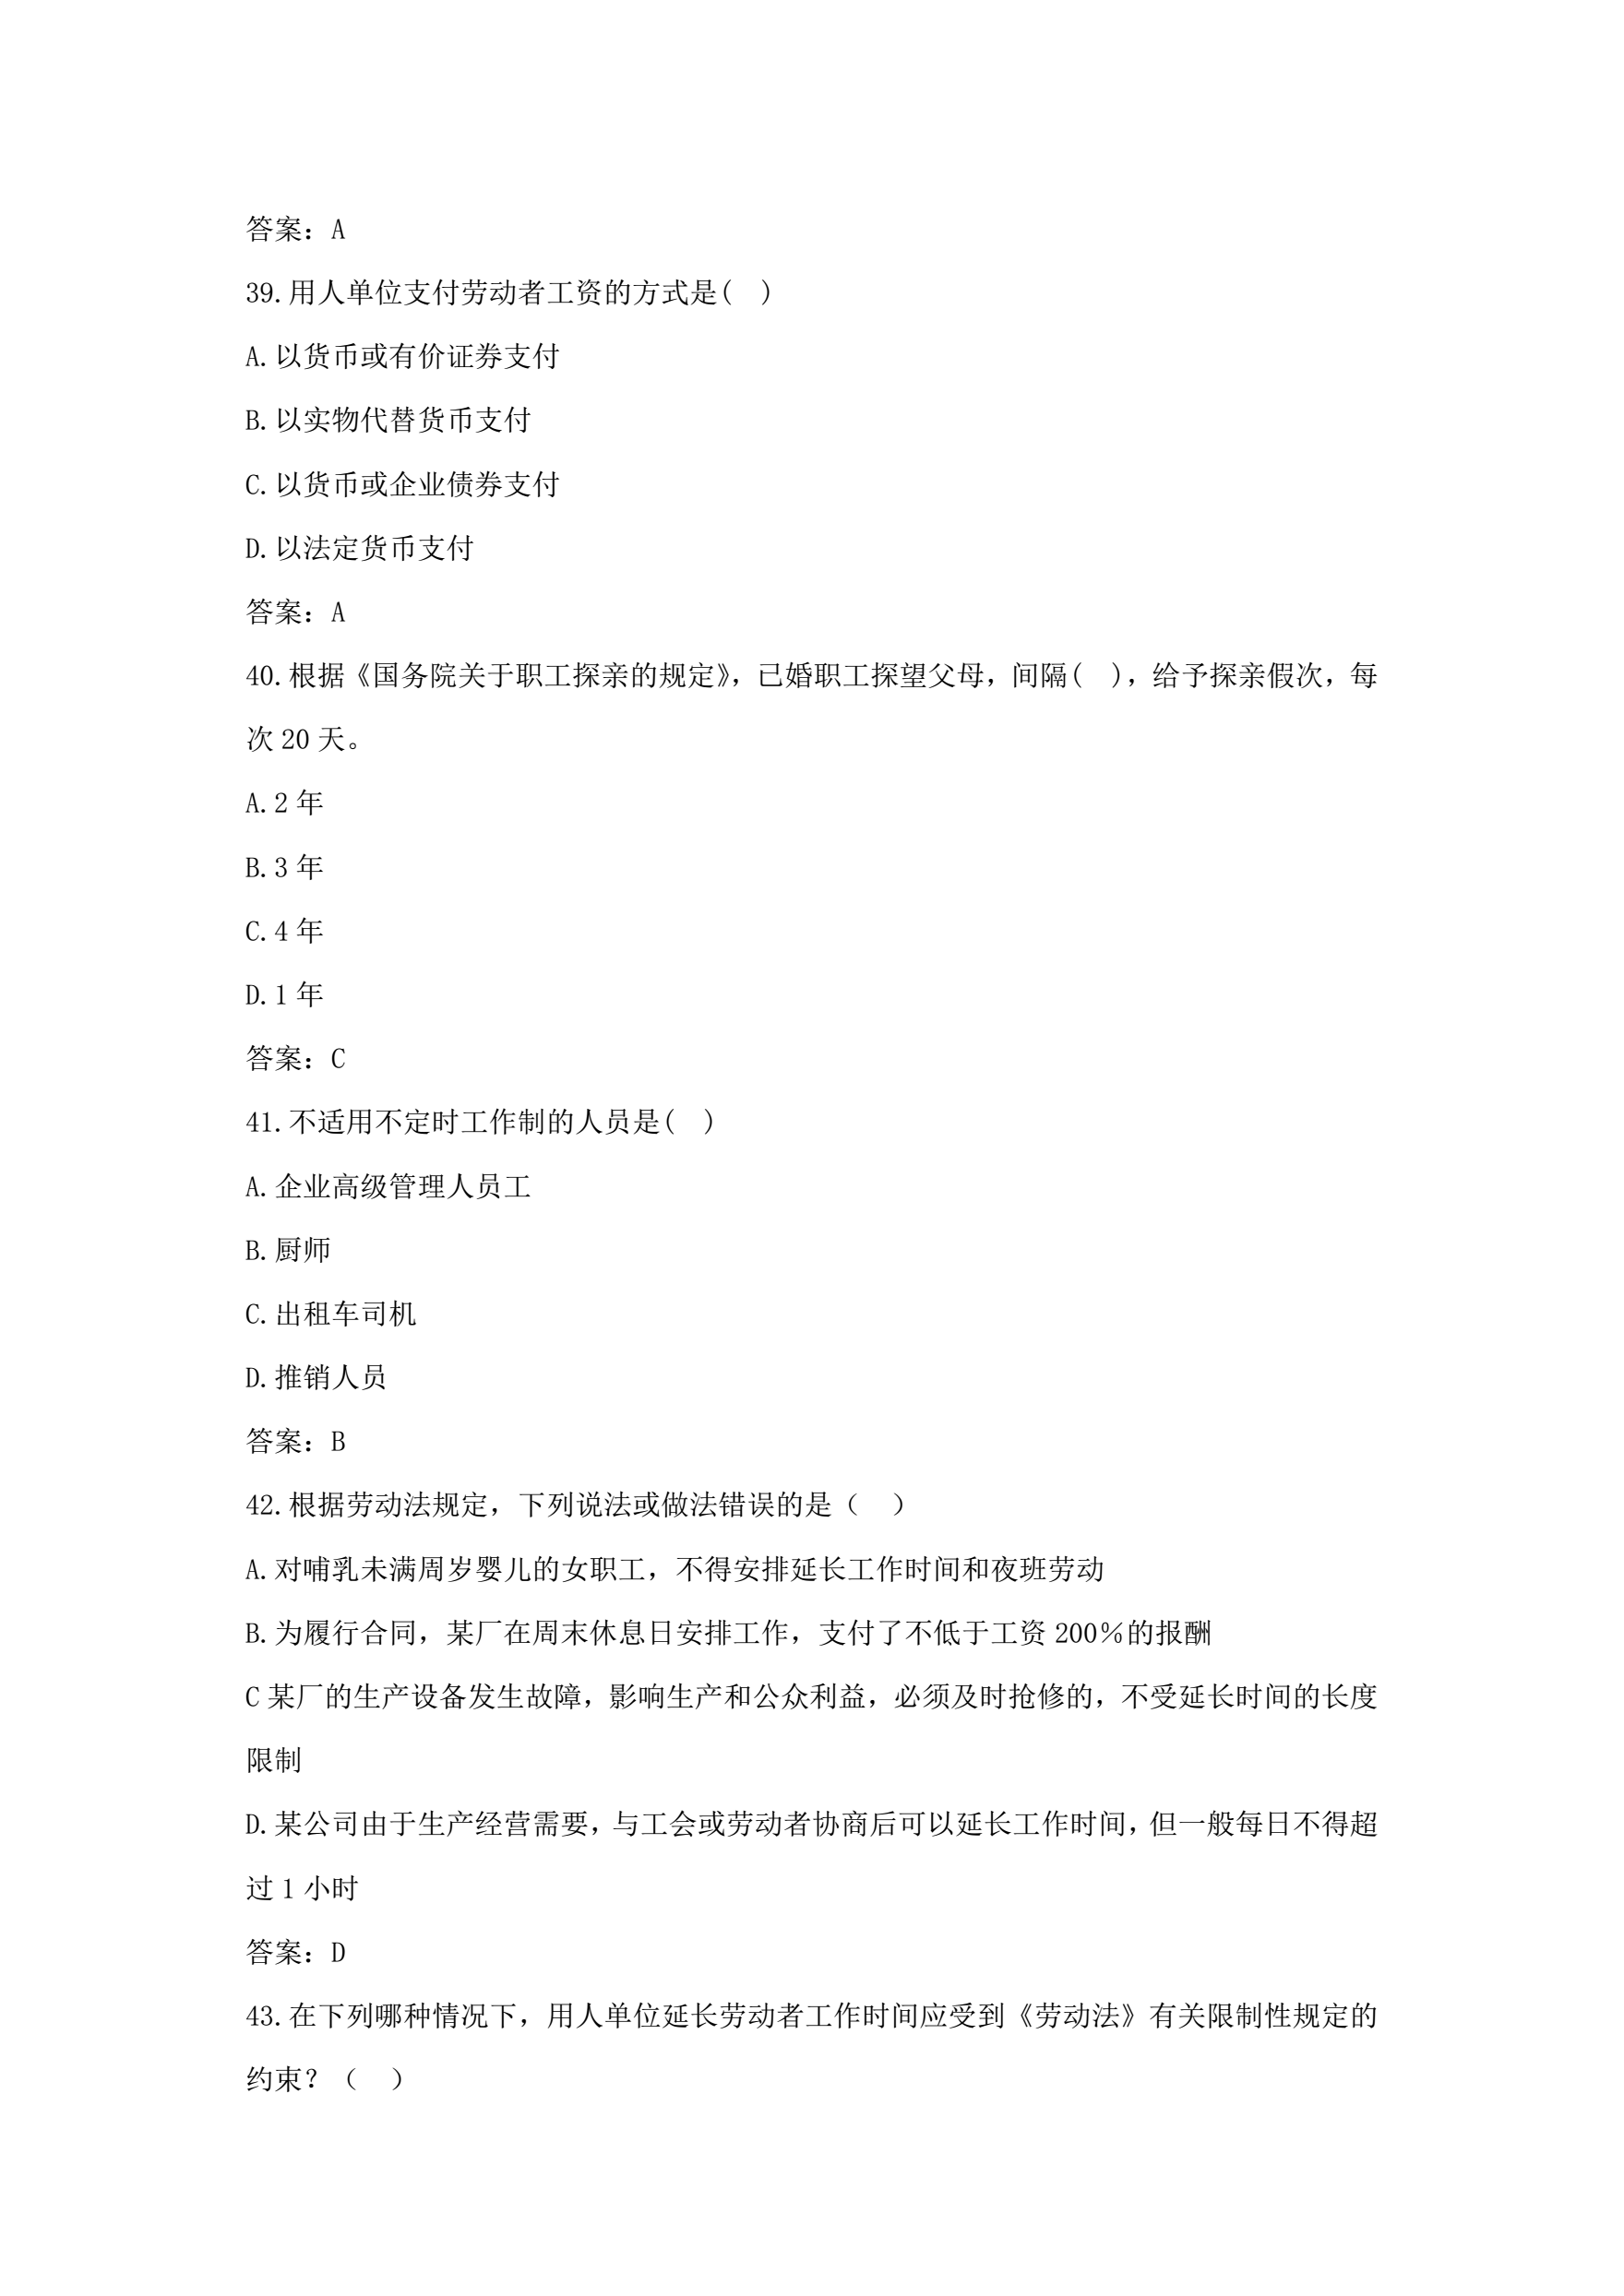 答案：A
39.用人单位支付劳动者工资的方式是(　)
A.以货币或有价证券支付
B.以实物代替货币支付
C.以货币或企业债券支付
D.以法定货币支付
答案：A
40.根据《国务院关于职工探亲的规定》，已婚职工探望父母，间隔(　)，给予探亲假次，每
次 20 天。
A.2 年
B.3 年
C.4 年
D.1 年
答案：C
41.不适用不定时工作制的人员是(　)
A.企业高级管理人员工
B.厨师
C.出租车司机
D.推销人员
答案：B
42.根据劳动法规定，下列说法或做法错误的是（　）
A.对哺乳未满周岁婴儿的女职工，不得安排延长工作时间和夜班劳动
B.为履行合同，某厂在周末休息日安排工作，支付了不低于工资 200％的报酬
C 某厂的生产设备发生故障，影响生产和公众利益，必须及时抢修的，不受延长时间的长度
限制
D.某公司由于生产经营需要，与工会或劳动者协商后可以延长工作时间，但一般每日不得超
过 1 小时
答案：D
43.在下列哪种情况下，用人单位延长劳动者工作时间应受到《劳动法》有关限制性规定的
约束？（　）